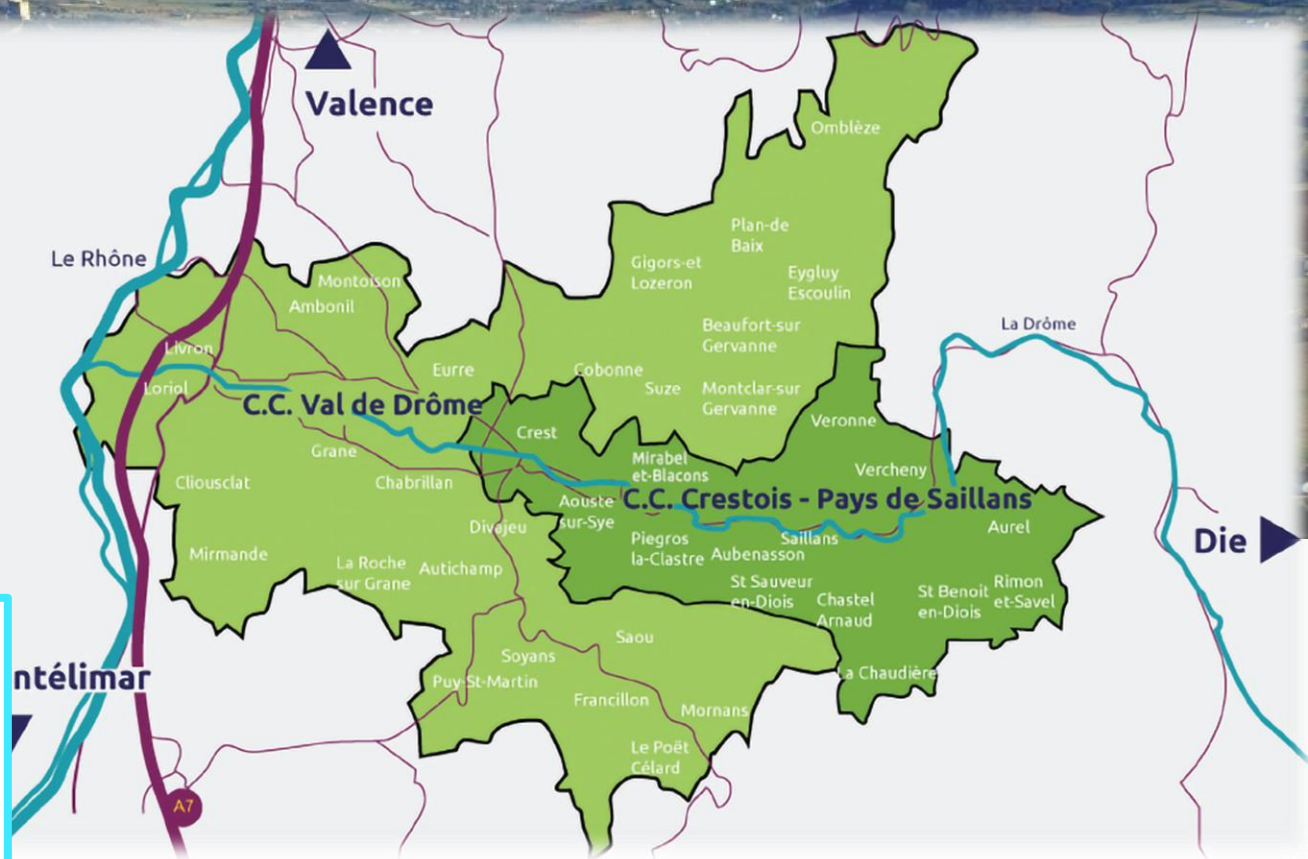 Valence
Omblèze
Plan-de
Baix
Le Rhône
Gigors-et
Lozeron
Eygluy
Escoulin
Montoison
Ambonil
La Drôme
Beaufort-sur
Gervanne
Livron
Eurre
Cobonne
Suze
Montclar-sur
Gervanne
Loriol
C.C. Val de Drôme
Veronne
Crest
Grane
Mirabel
et-Blacons
Vercheny
Cliousclat
Chabrillan
Aouste
sur-Sye
C.C. Crestois - Pays de Saillans
Divajeu
Aurel
Piegros
la-Clastre
Saillans
Aubenasson
Die
Mirmande
La Roche
sur Grane
Autichamp
St Sauveur
en-Diois
Chastel
Arnaud
St Benoit
en-Diois
Rimon
et-Savel
Saou
Soyans
ntélimar
Puy-St-Martin
La Chaudière
Francillon
Mornans
Le Poët
Célard
A7